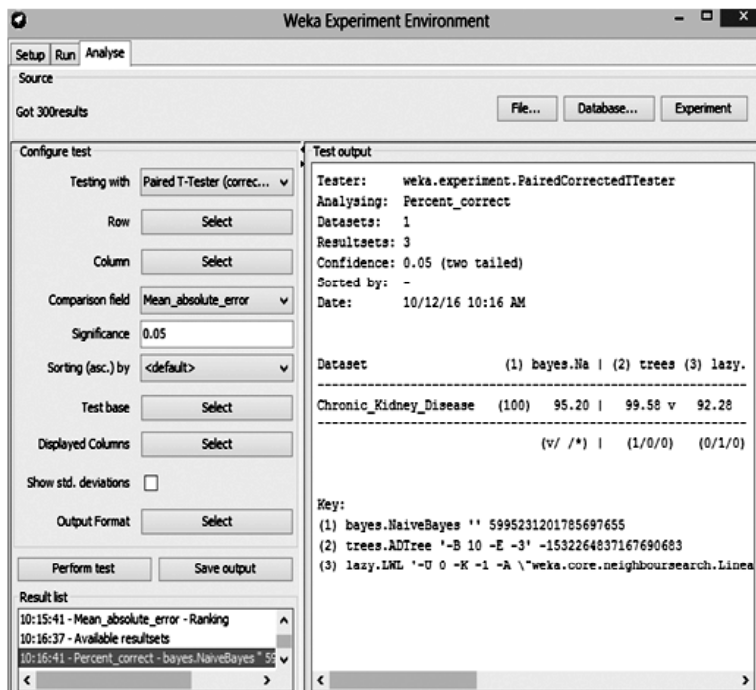 Weka Experiment Environment
Setup Run Analyse
Source
Got 300results
File... Database... Experiment
Configure test
Testing with Paired T-Tester (correc...
Row Select
Column Select
Comparison field Mean_absolute_error
Significance 0.05
Sorting (asc.) by <default>
Test base Select
Displayed Columns Select
Show std. deviations
Output Format Select
Perform test Save output
Result list
10:15:41 - Mean_absolute_error - Ranking
10:16:37 - Available resultsets
10:16:41 - Percent_correct - bayes.NaiveBayes '' 59
Test output
Tester: weka.experiment.PairedCorrectedTTester
Analysing: Percent_correct
Datasets: 1
Resultsets: 3
Confidence: 0.05 (two tailed)
Sorted by: -
Date: 10/12/16 10:16 AM
Dataset (1) bayes.Na | (2) trees (3) lazy.
Chronic_Kidney_Disease (100) 95.20 | 99.58 v 92.28
(v/ /*) | (1/0/0) (0/1/0)
Key:
(1) bayes.NaiveBayes '' 5995231201785697655
(2) trees.ADTree '-B 10 -E -3' -1532264837167690683
(3) lazy.LWL '-U 0 -K -1 -A \"weka.core.neighboursearch.Linea